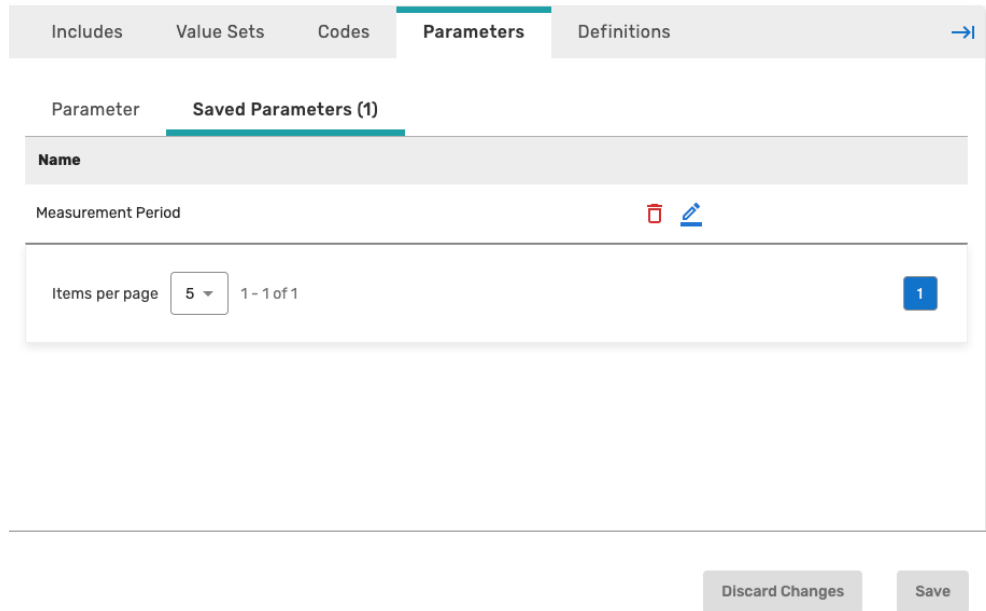 Includes Value Sets Codes Parameters Definitions
Parameter Saved Parameters (1)
Name
Measurement Period
Items per page 5 1 - 1 of 1 1
Discard Changes Save